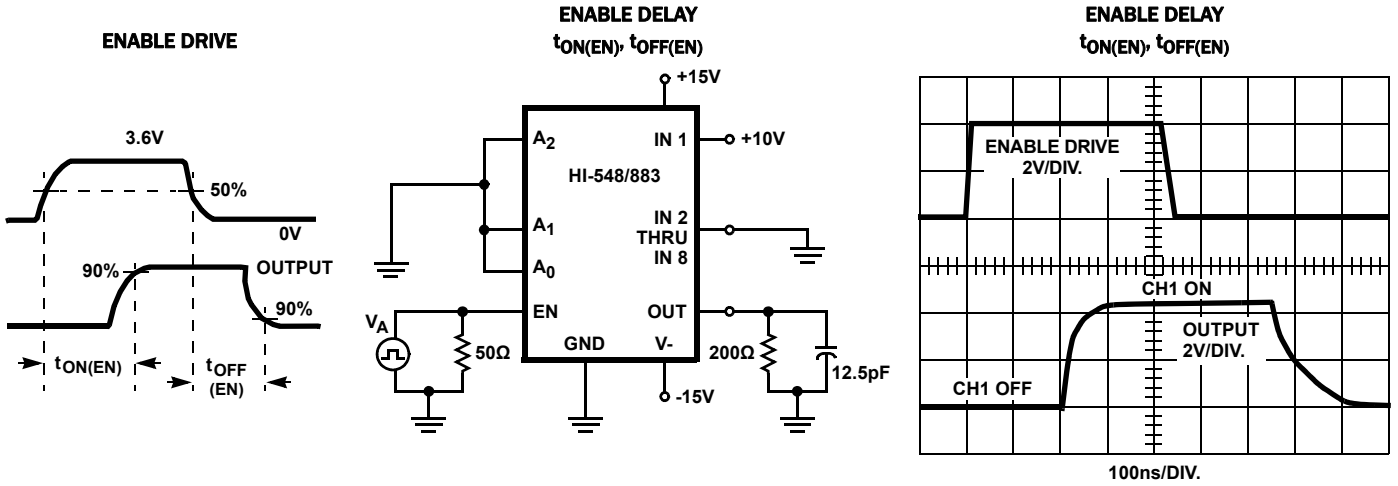 ENABLE DRIVE
3.6V
50%
0V
90%
OUTPUT
90%
tON(EN)
tOFF
(EN)
ENABLE DELAY
tON(EN), tOFF(EN)
+15V
A2
IN 1
+10V
HI-548/883
A1
IN 2
THRU
IN 8
A0
EN
OUT
VA
50Ω
GND
V-
200Ω
12.5pF
-15V
ENABLE DELAY
tON(EN), tOFF(EN)
ENABLE DRIVE
2V/DIV.
CH1 ON
OUTPUT
2V/DIV.
CH1 OFF
100ns/DIV.